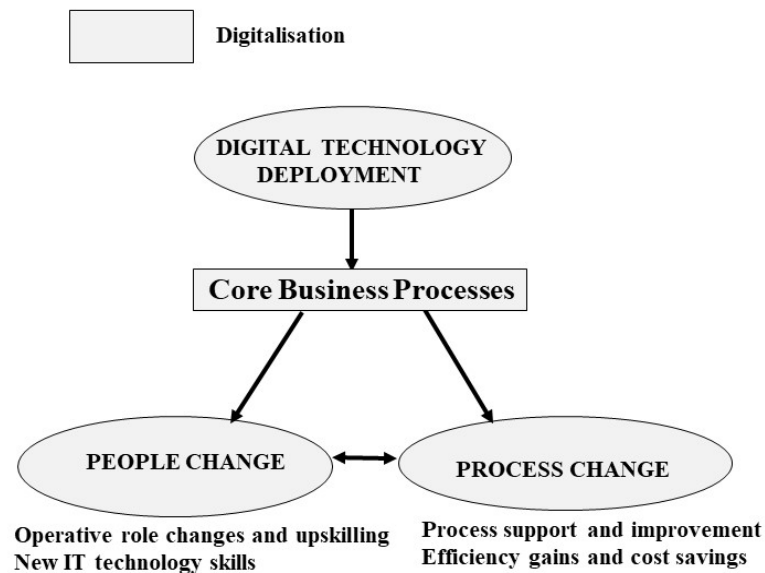 Digitalisation
DIGITAL TECHNOLOGY
DEPLOYMENT
Core Business Processes
PEOPLE CHANGE
PROCESS CHANGE
Operative role changes and upskilling
New IT technology skills
Process support and improvement
Efficiency gains and cost savings